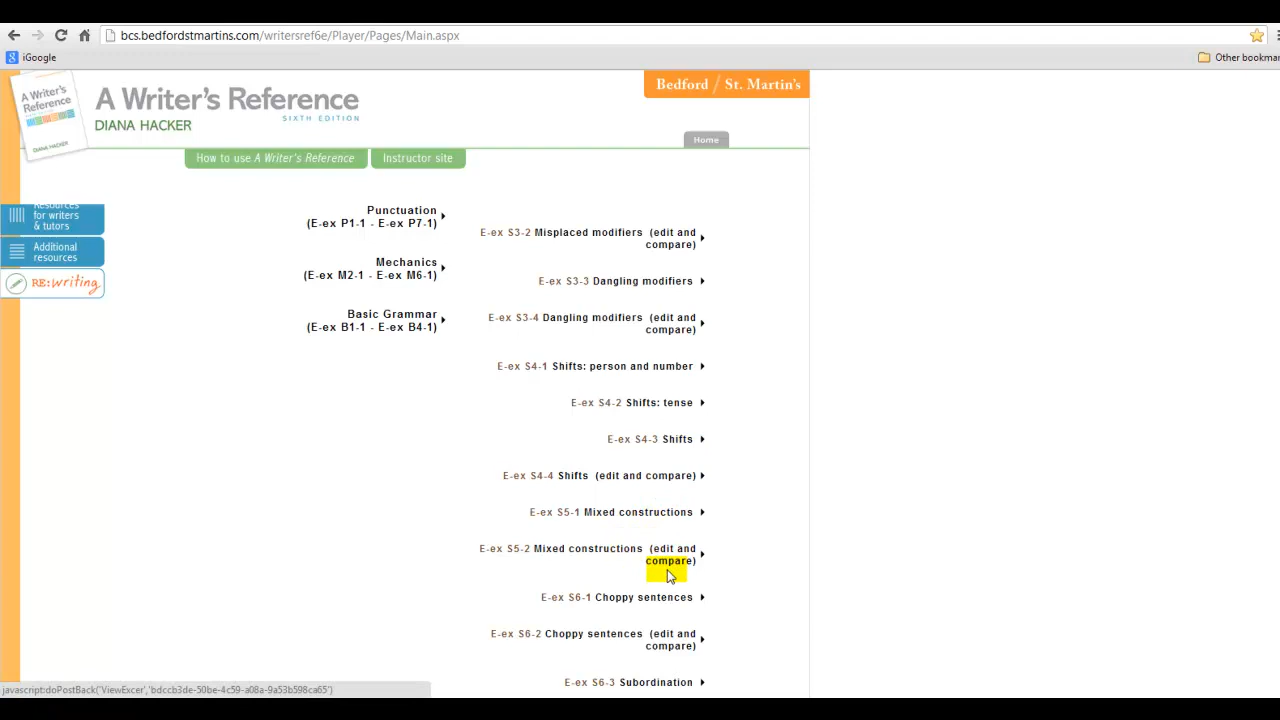 bcs.bedfordstmartins.com/writersref6e/Player/Pages/Main.aspx
iGoogle
Other bookmar
A Writer's
Reference
DIANA HACKER
A Writer's Reference
SIXTH EDITION
DIANA HACKER
Bedford / St. Martin's
Home
How to use A Writer's Reference
Instructor site
Resources
for writers
& tutors
Additional
resources
RE:writing
Punctuation
(E-ex P1-1 - E-ex P7-1)
Mechanics
(E-ex M2-1 - E-ex M6-1)
Basic Grammar
(E-ex B1-1 - E-ex B4-1)
E-ex S3-2 Misplaced modifiers (edit and
compare)
E-ex S3-3 Dangling modifiers
E-ex S3-4 Dangling modifiers (edit and
compare)
E-ex S4-1 Shifts: person and number
E-ex S4-2 Shifts: tense
E-ex S4-3 Shifts
E-ex S4-4 Shifts (edit and compare)
E-ex S5-1 Mixed constructions
E-ex S5-2 Mixed constructions (edit and
compare)
E-ex S6-1 Choppy sentences
E-ex S6-2 Choppy sentences (edit and
compare)
E-ex S6-3 Subordination
javascript:doPostBack('ViewExcer','bdccb3de-50be-4c59-a08a-9a53b598ca65')